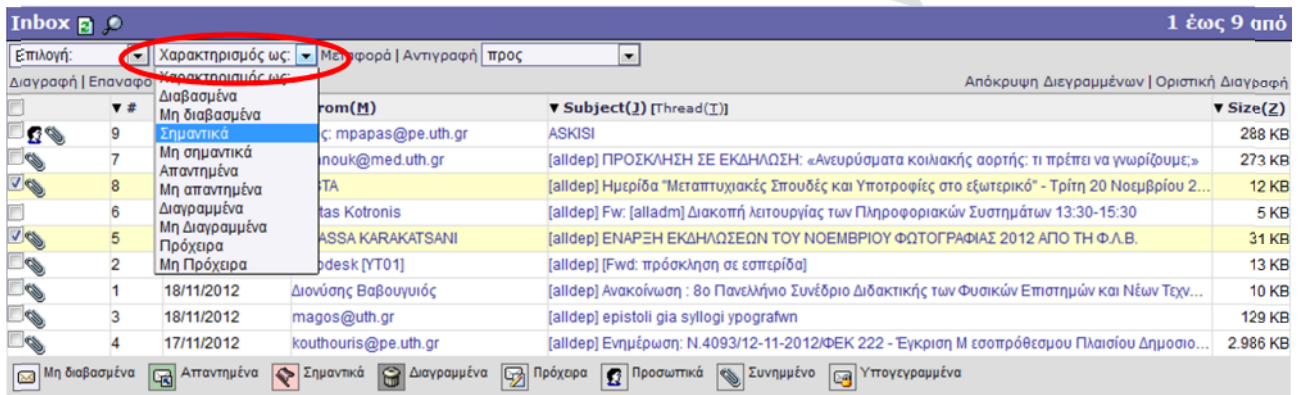 Inbox 1 έως 9 από
Επιλογή: Χαρακτηρισμός ως: Μεταφορά | Αντιγραφή προς
Διαγραφή | Επαναφο Χαρακτηρισμός ως: Απόκρυψη Διεγραμμένων | Οριστική Διαγραφή
Διαβασμένα
▼ # Μη διαβασμένα rom(M) ▼ Subject(J) [Thread(T)] ▼ Size(Z)
9 Σημαντικά ς: mpapas@pe.uth.gr ASKISI 288 KB
Μη σημαντικά
7 nouk@med.uth.gr [alldep] ΠΡΟΣΚΛΗΣΗ ΣΕ ΕΚΔΗΛΩΣΗ: «Ανευρύσματα κοιλιακής αορτής: τι πρέπει να γνωρίζουμε;» 273 KB
Απαντημένα
8 Μη απαντημένα TA [alldep] Ημερίδα "Μεταπτυχιακές Σπουδές και Υποτροφίες στο εξωτερικό" - Τρίτη 20 Νοεμβρίου 2... 12 KB
6 Διαγραμμένα tas Kotronis [alldep] Fw: [alladm] Διακοπή λειτουργίας των Πληροφοριακών Συστημάτων 13:30-15:30 5 KB
Μη Διαγραμμένα
5 Πρόχειρα ASSA KARAKATSANI [alldep] ΕΝΑΡΞΗ ΕΚΔΗΛΩΣΕΩΝ ΤΟΥ ΝΟΕΜΒΡΙΟΥ ΦΩΤΟΓΡΑΦΙΑΣ 2012 ΑΠΟ ΤΗ Φ.Λ.Β. 31 KB
2 Μη Πρόχειρα desk [YT01] [alldep] [Fwd: πρόσκληση σε εσπερίδα] 13 KB
1 18/11/2012 Διονύσης Βαβουγυιός [alldep] Ανακοίνωση : 8ο Πανελλήνιο Συνέδριο Διδακτικής των Φυσικών Επιστημών και Νέων Τεχν... 10 KB
3 18/11/2012 magos@uth.gr [alldep] epistoli gia syllogi ypografwn 129 KB
4 17/11/2012 kouthouris@pe.uth.gr [alldep] Ενημέρωση: Ν.4093/12-11-2012/ΦΕΚ 222 - Έγκριση Μ εσοπρόθεσμου Πλαισίου Δημοσιο... 2.986 KB
Μη διαβασμένα Απαντημένα Σημαντικά Διαγραμμένα Πρόχειρα Προσωπικά Συνημμένο Υπογεγραμμένα